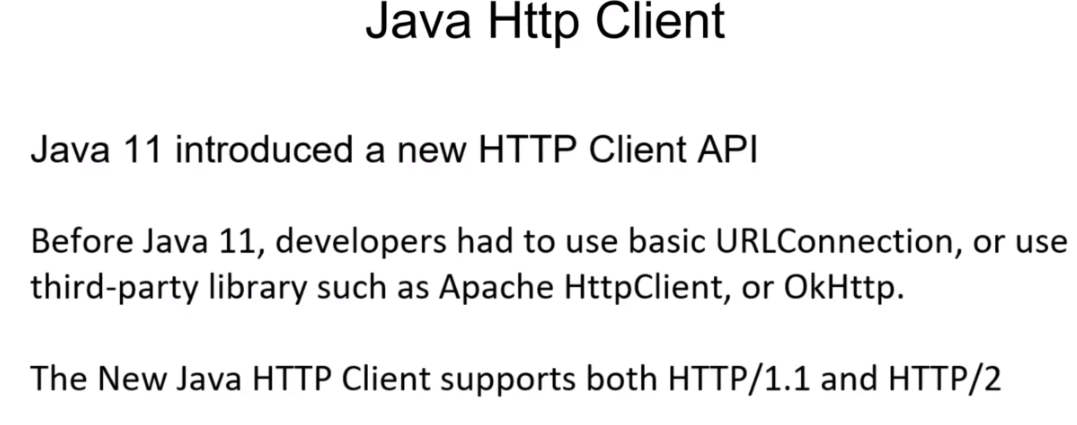 Java Http Client
Java 11 introduced a new HTTP Client API
Before Java 11, developers had to use basic URLConnection, or use
third-party library such as Apache HttpClient, or OkHttp.
The New Java HTTP Client supports both HTTP/1.1 and HTTP/2